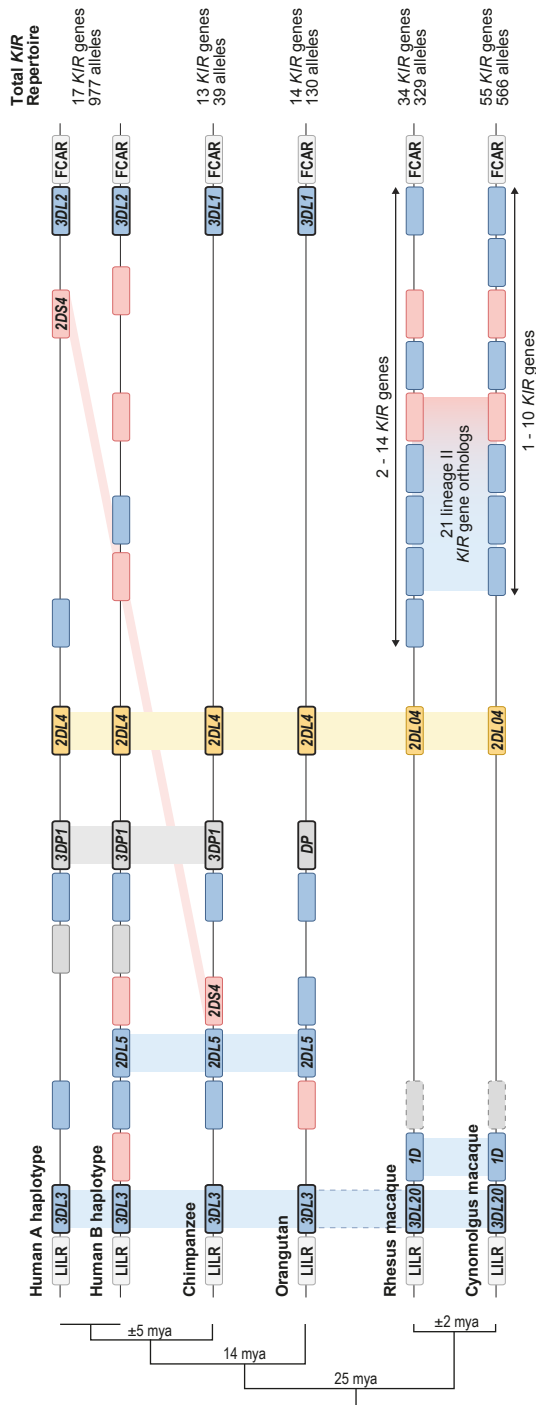 Total KIR
Repertoire
Human A haplotype
LILR 3DL3 3DP1 2DL4 2DS4 3DL2 FCAR
17 KIR genes
977 alleles
Human B haplotype
LILR 3DL3 2DL5 3DP1 2DL4 3DL2 FCAR
±5 mya
Chimpanzee
LILR 3DL3 2DL5 2DS4 3DP1 2DL4 3DL1 FCAR
13 KIR genes
39 alleles
14 mya
Orangutan
LILR 3DL3 2DL5 DP 2DL4 3DL1 FCAR
14 KIR genes
130 alleles
25 mya
2 - 14 KIR genes
Rhesus macaque
LILR 3DL20 1D 2DL04 FCAR
34 KIR genes
329 alleles
21 lineage II
KIR gene orthologs
±2 mya
Cynomolgus macaque
LILR 3DL20 1D 2DL04 FCAR
55 KIR genes
566 alleles
1 - 10 KIR genes